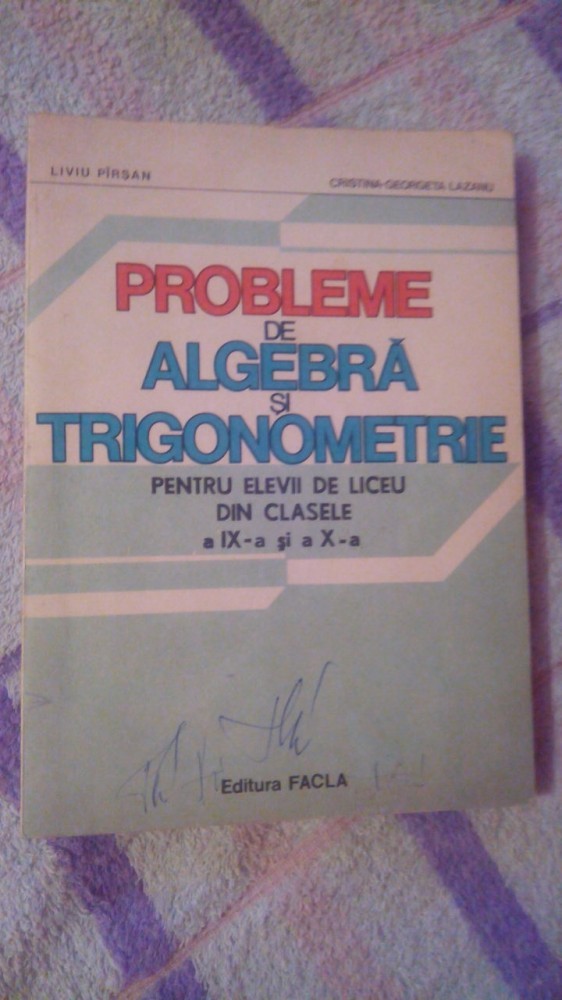 LIVIU PÎRȘAN
CRISTINA-GEORGETA LAZANU
PROBLEME
DE
ALGEBRĂ
ȘI
TRIGONOMETRIE
PENTRU ELEVII DE LICEU
DIN CLASELE
a IX-a și a X-a
Editura FACLA